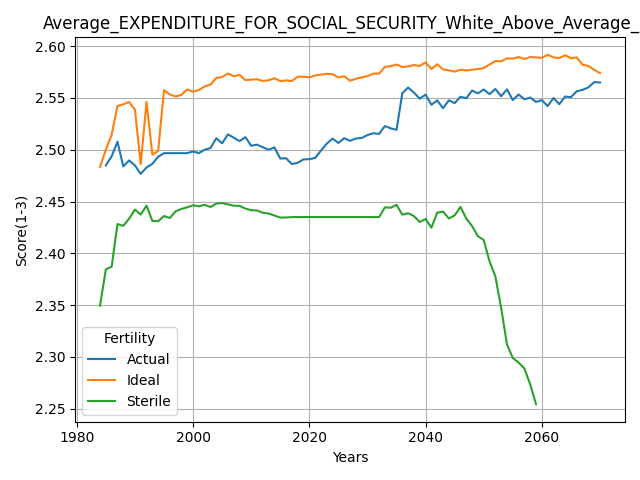 Average_EXPENDITURE_FOR_SOCIAL_SECURITY_White_Above_Average_
2.60
2.55
2.50
2.45
2.40
2.35
2.30
2.25
Score(1-3)
Fertility
Actual
Ideal
Sterile
1980
2000
2020
2040
2060
Years